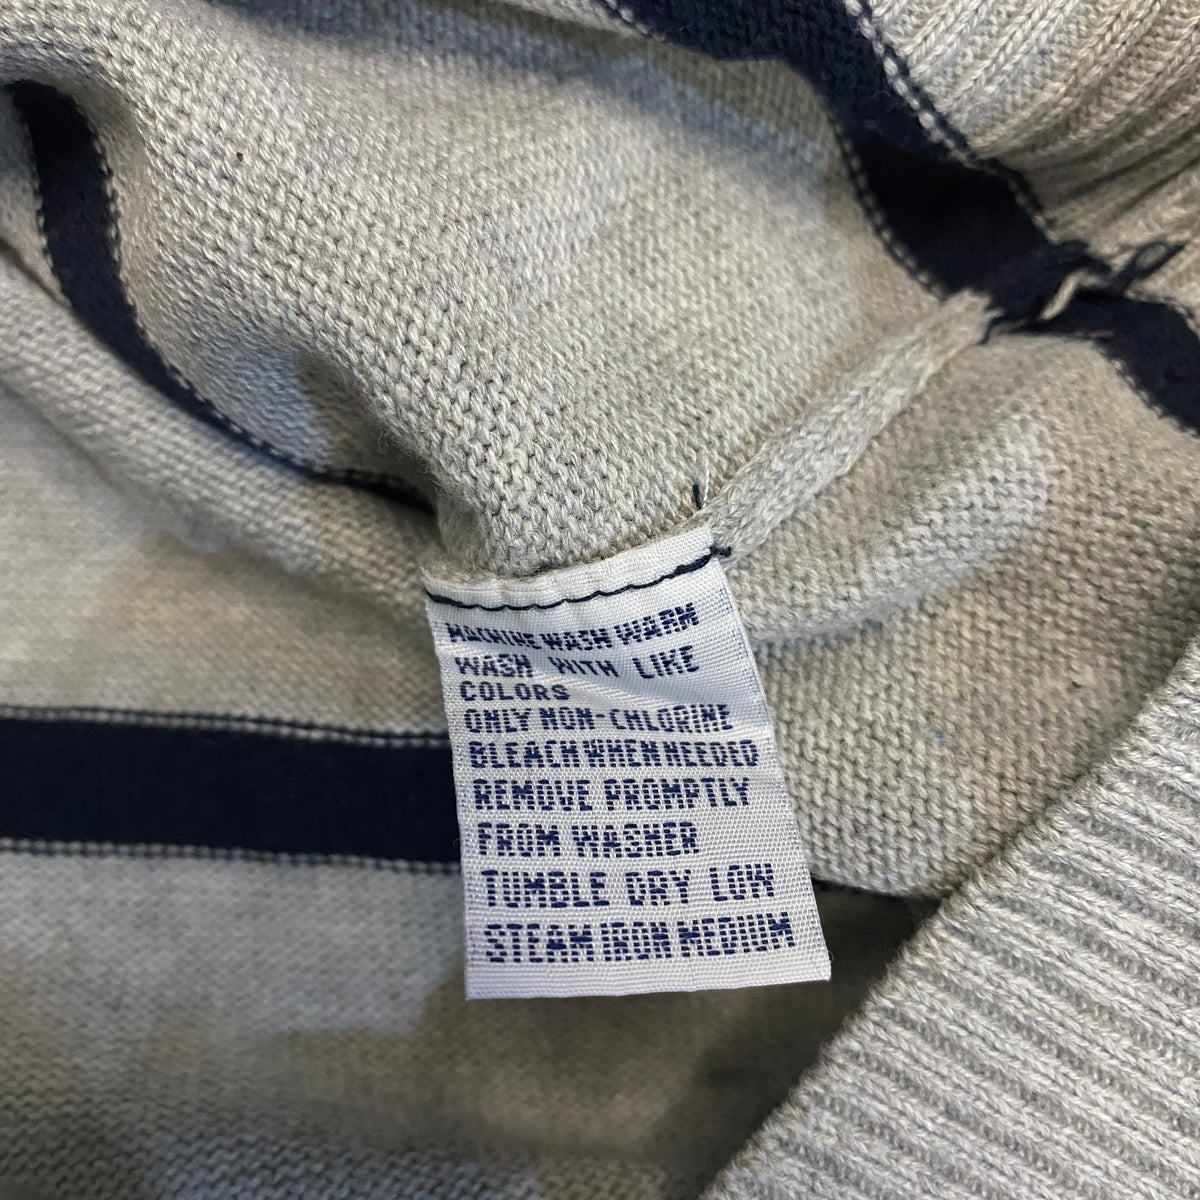 MACHINE WASH WARM
WASH WITH LIKE
COLORS
ONLY NON-CHLORINE
BLEACH WHEN NEEDED
REMOVE PROMPTLY
FROM WASHER
TUMBLE DRY LOW
STEAM IRON MEDIUM